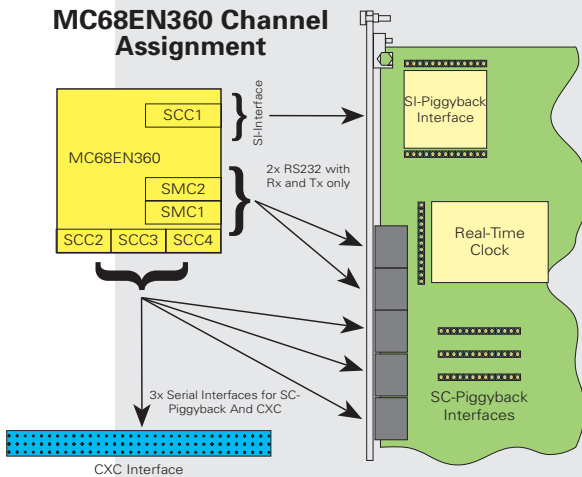 MC68EN360 Channel
Assignment
SCC1
SI-Interface
SI-Piggyback
Interface
MC68EN360
2x RS232 with
Rx and Tx only
SMC2
SMC1
SCC2 SCC3 SCC4
Real-Time
Clock
3x Serial Interfaces for SC-
Piggyback And CXC
SC-Piggyback
Interfaces
CXC Interface